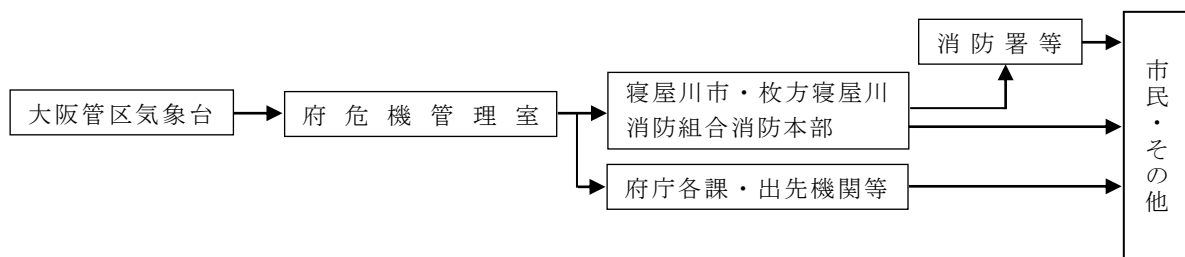 消防署等
大阪管区気象台
府危機管理室
寝屋川市・枚方寝屋川
消防組合消防本部
府庁各課・出先機関等
市民・その他